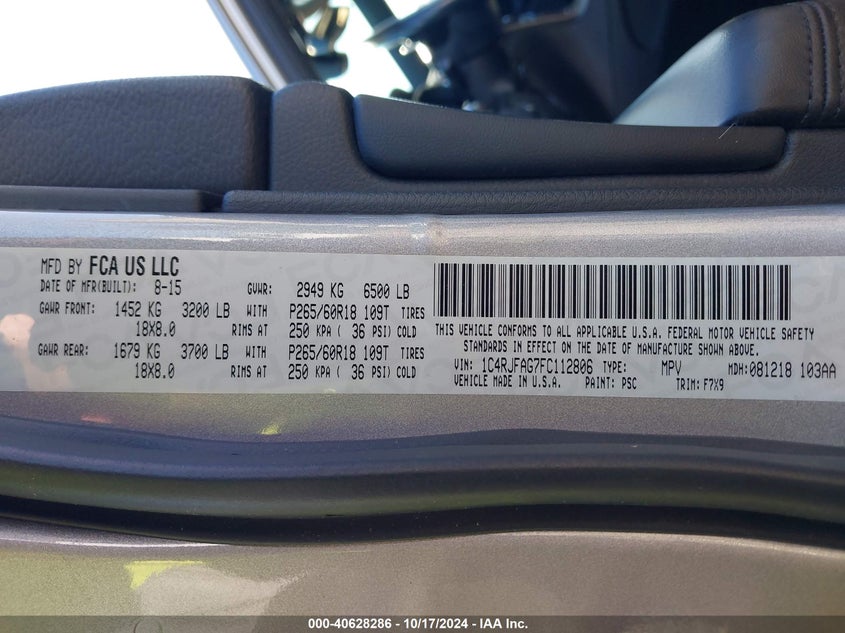 MFD BY FCA US LLC
DATE OF MFR(BUILT): 8-15 GVWR: 2949 KG 6500 LB
GAWR FRONT: 1452 KG 3200 LB WITH P265/60R18 109T TIRES
18X8.0 RIMS AT 250 KPA ( 36 PSI) COLD
GAWR REAR: 1679 KG 3700 LB WITH P265/60R18 109T TIRES
18X8.0 RIMS AT 250 KPA ( 36 PSI) COLD
THIS VEHICLE CONFORMS TO ALL APPLICABLE U.S.A. FEDERAL MOTOR VEHICLE SAFETY
STANDARDS IN EFFECT ON THE DATE OF MANUFACTURE SHOWN ABOVE.
VIN: 1C4RJFAG7FC112806 TYPE: MPV MDH: 081218 103AA
VEHICLE MADE IN U.S.A. PAINT: PSC TRIM: F7X9
000-40628286 - 10/17/2024 - IAA Inc.